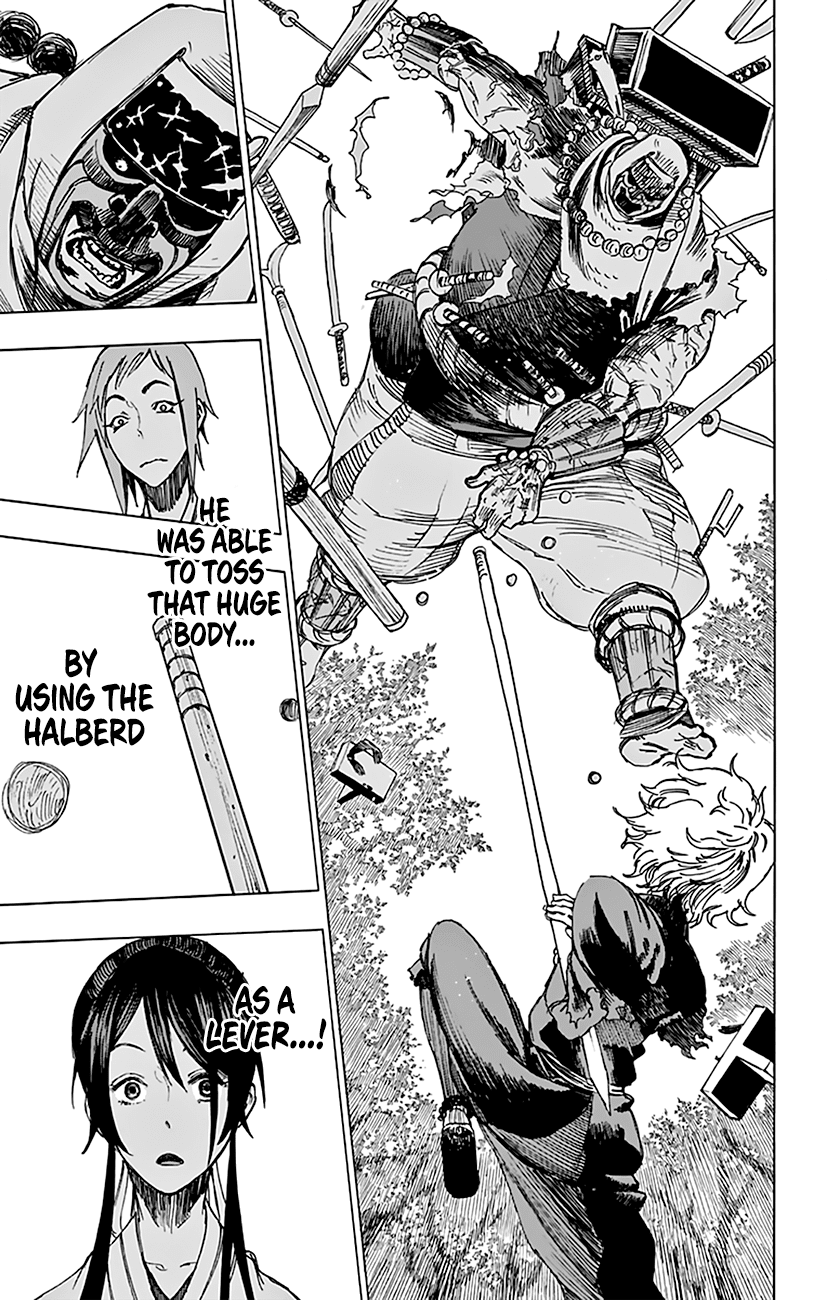 HE
WAS ABLE
TO TOSS
THAT HUGE
BODY...
BY
USING THE
HALBERD
AS A
LEVER...!